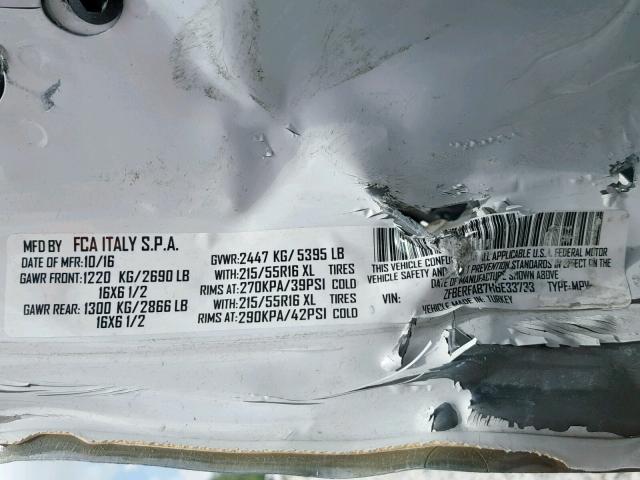 MFD BY FCA ITALY S.P.A.
DATE OF MFR:10/16
GAWR FRONT:1220 KG/2690 LB
16X6 1/2
GAWR REAR: 1300 KG/2866 LB
16X6 1/2
GVWR:2447 KG/ 5395 LB
WITH:215/55R16 XL TIRES
RIMS AT:270KPA/39PSI COLD
WITH:215/55R16 XL TIRES
RIMS AT:290KPA/42PSI COLD
THIS VEHICLE APPLICABLE U.S.A. FEDERAL MOTOR
VEHICLE SAFETY AND PREVENTION STANDARDS IN EFFECT ON
DATE OF MANUFACTURE SHOWN ABOVE
VIN: TYPE:MPV
MADE IN: TURKEY